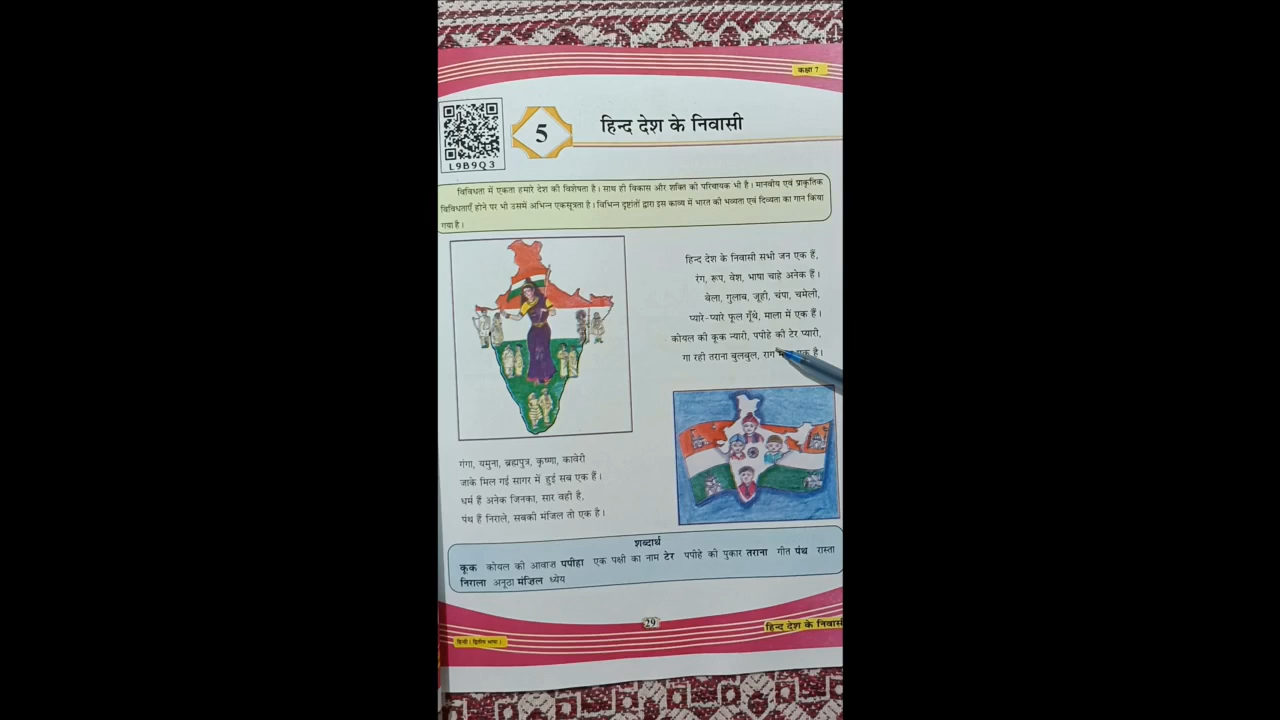 कक्षा 7
L9B9Q3
5
हिन्द देश के निवासी
विविधता में एकता हमारे देश की विशेषता है। साथ ही विकास और शक्ति की परिचायक भी है। मानवीय एवं प्राकृतिक
विविधताएँ होने पर भी उसमें अभिन्न एकसूत्रता है। विभिन्न दृष्टांतों द्वारा इस काव्य में भारत की भव्यता एवं दिव्यता का गान किया
गया है।
हिन्द देश के निवासी सभी जन एक हैं,
रंग, रूप, वेश, भाषा चाहे अनेक हैं।
बेला, गुलाब, जूही, चंपा, चमेली,
प्यारे-प्यारे फूल गूँथे, माला में एक हैं।
कोयल की कूक न्यारी, पपीहे की टेर प्यारी,
गा रही तराना बुलबुल, राग एक है।
गंगा, यमुना, ब्रह्मपुत्र, कृष्णा, कावेरी
जाके मिल गई सागर में हुई सब एक हैं।
धर्म हैं अनेक जिनका, सार वही है,
पंथ हैं निराले, सबकी मंजिल तो एक है।
शब्दार्थ
कूक कोयल की आवाज पपीहा एक पक्षी का नाम टेर पपीहे की पुकार तराना गीत पंथ रास्ता
निराला अनूठा मंज़िल ध्येय
29
हिन्दी (द्वितीय भाषा)
हिन्द देश के निवासी